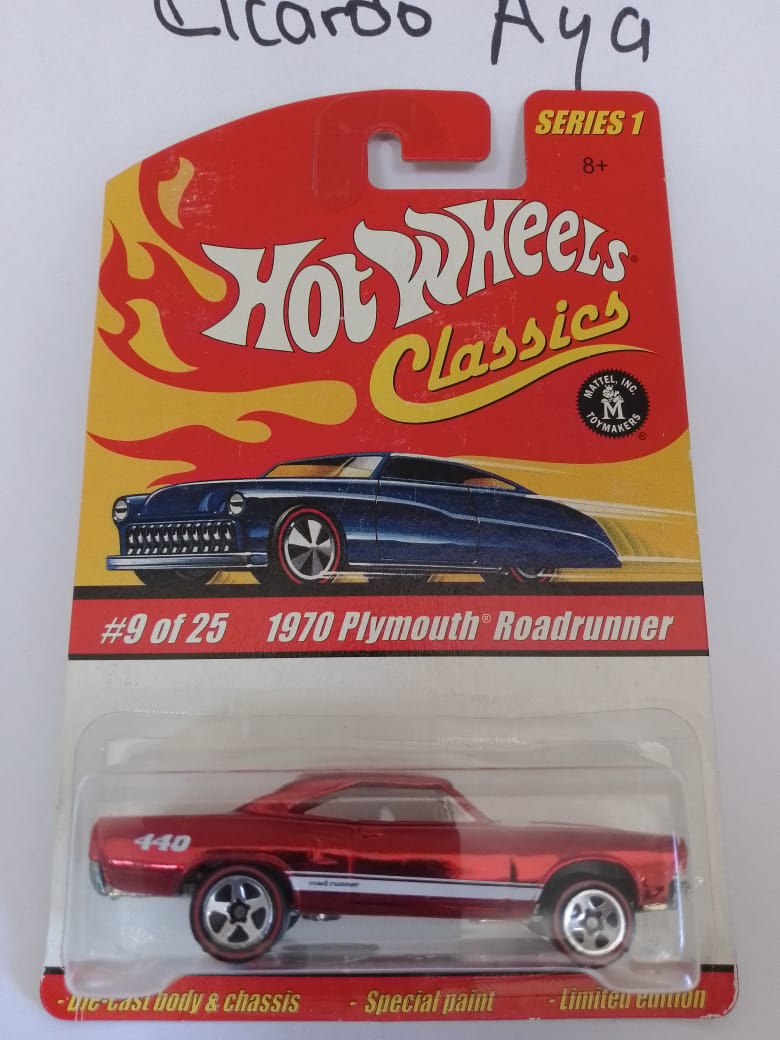 Ricardo Aya
SERIES 1
8+
Hot Wheels®
Classics
MATTEL, INC.
M
TOYMAKERS
®
#9 of 25 1970 Plymouth® Roadrunner
440
road runner
- Die-cast body & chassis - Special paint - Limited edition